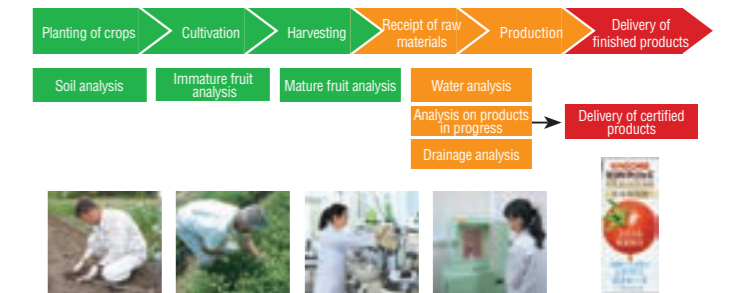 Planting of crops
Cultivation
Harvesting
Receipt of raw
materials
Production
Delivery of
finished products
Soil analysis
Immature fruit
analysis
Mature fruit analysis
Water analysis
Analysis on products
in progress
Drainage analysis
Delivery of certified
products